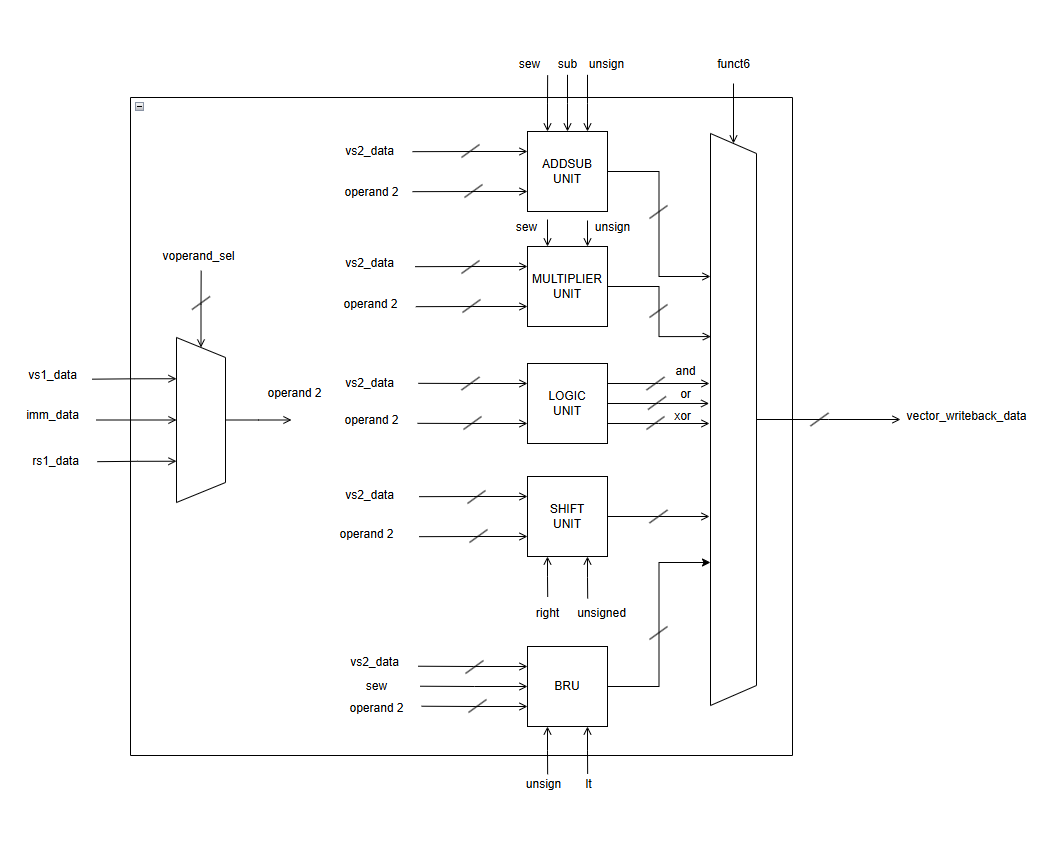 sew sub unsign
funct6
vs2_data
ADDSUB
UNIT
operand 2
sew unsign
voperand_sel
vs2_data
MULTIPLIER
UNIT
operand 2
vs1_data
imm_data
rs1_data
operand 2
vs2_data
LOGIC
UNIT
operand 2
and
or
xor
vector_writeback_data
vs2_data
SHIFT
UNIT
operand 2
right unsigned
vs2_data
sew
operand 2
BRU
unsign lt